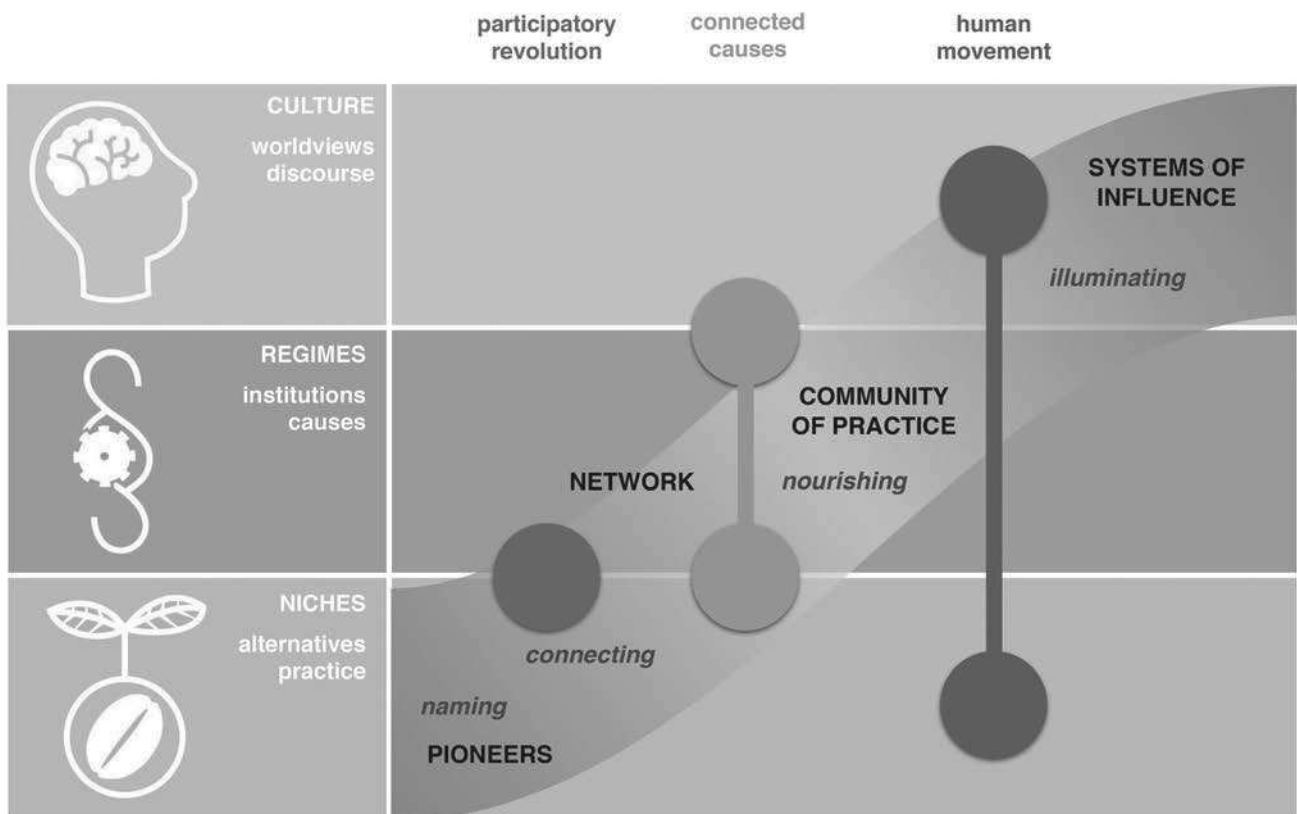 participatory
revolution
connected
causes
human
movement
CULTURE
worldviews
discourse
SYSTEMS OF
INFLUENCE
illuminating
REGIMES
institutions
causes
COMMUNITY
OF PRACTICE
NETWORK
nourishing
NICHES
alternatives
practice
connecting
naming
PIONEERS